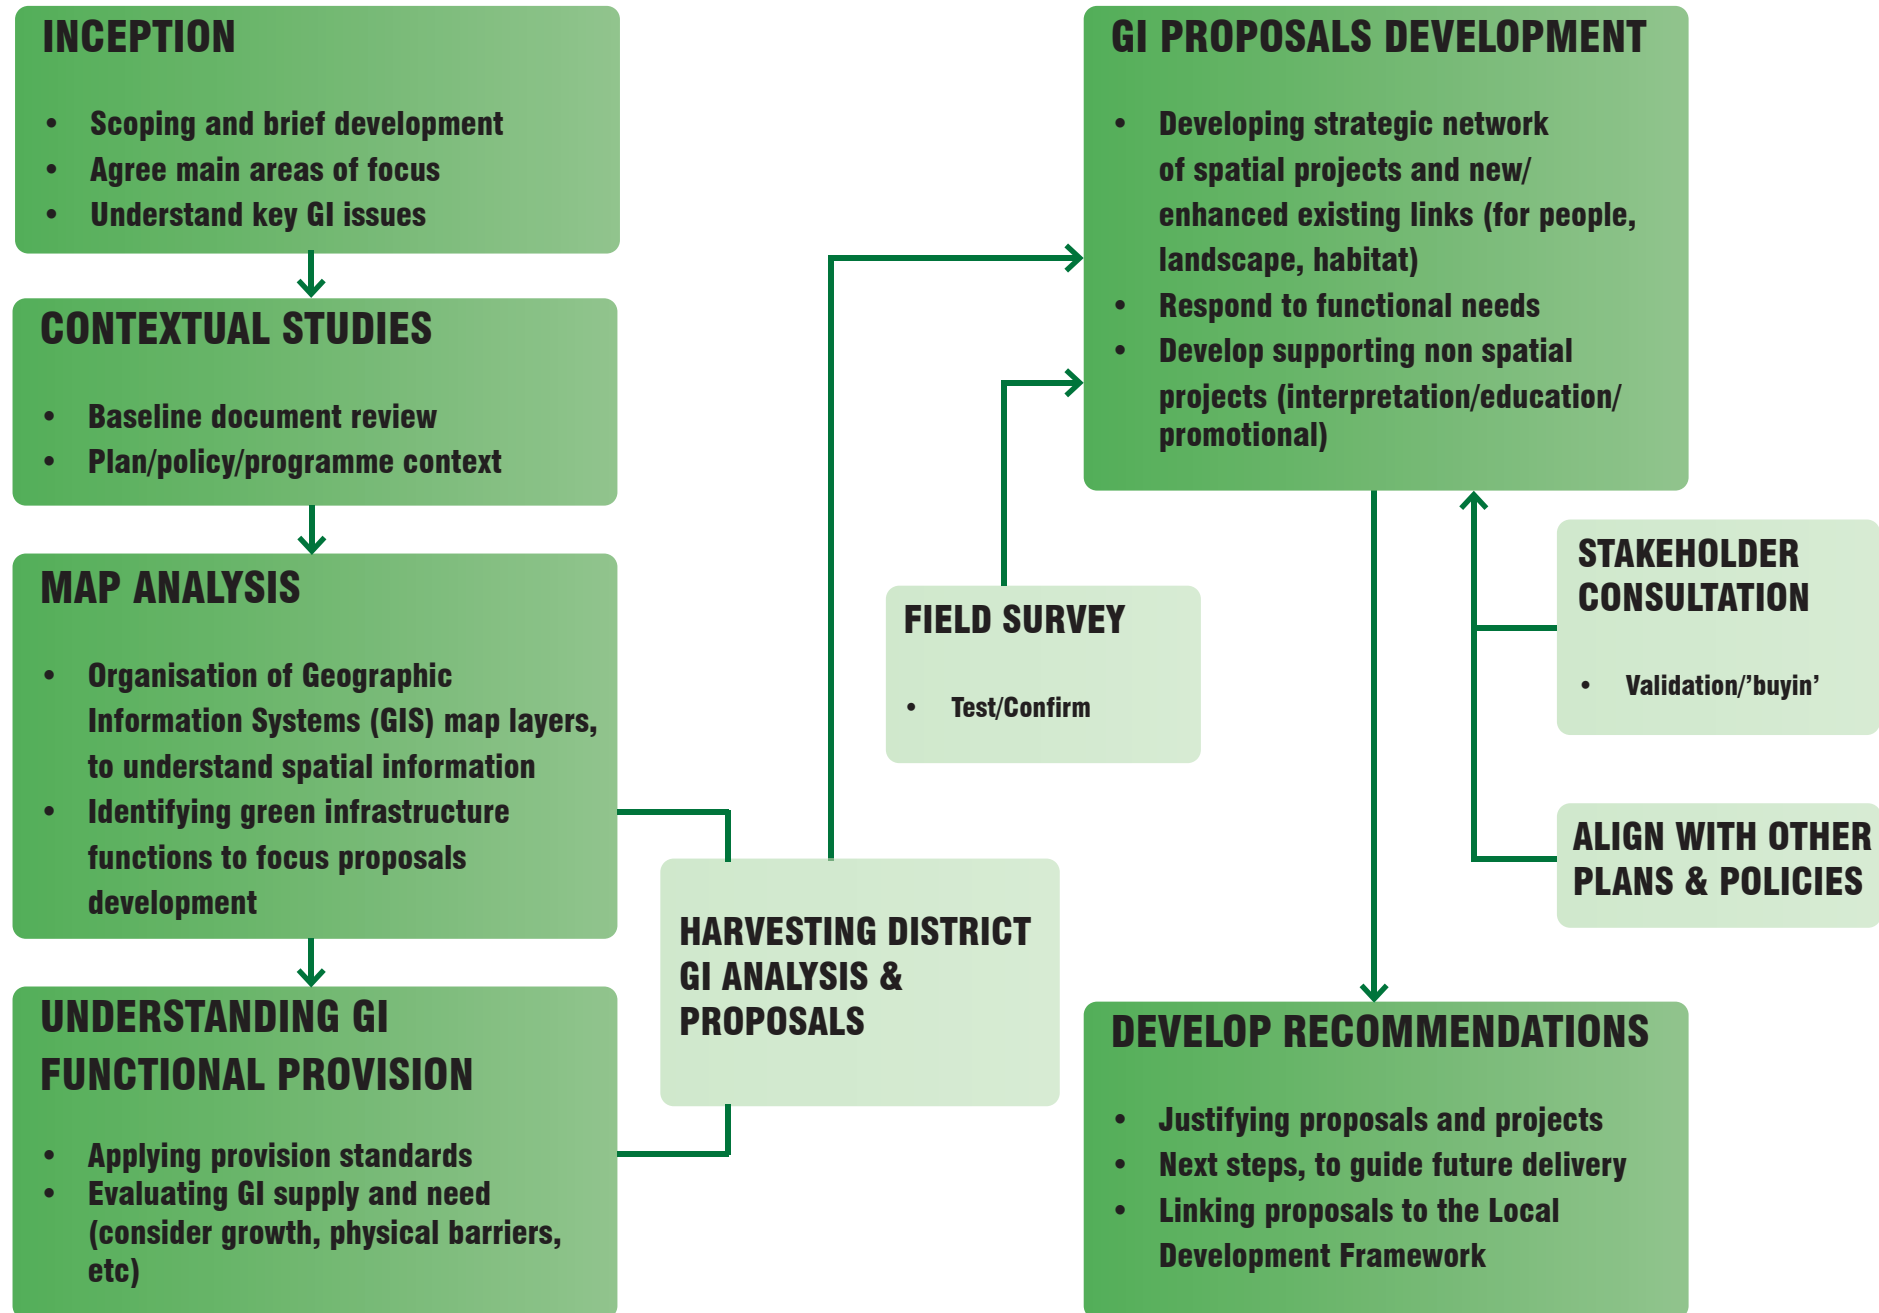 INCEPTION
• Scoping and brief development
• Agree main areas of focus
• Understand key GI issues
CONTEXTUAL STUDIES
• Baseline document review
• Plan/policy/programme context
MAP ANALYSIS
• Organisation of Geographic
Information Systems (GIS) map layers,
to understand spatial information
• Identifying green infrastructure
functions to focus proposals
development
UNDERSTANDING GI
FUNCTIONAL PROVISION
• Applying provision standards
• Evaluating GI supply and need
(consider growth, physical barriers,
etc)
HARVESTING DISTRICT
GI ANALYSIS &
PROPOSALS
FIELD SURVEY
• Test/Confirm
GI PROPOSALS DEVELOPMENT
• Developing strategic network
of spatial projects and new/
enhanced existing links (for people,
landscape, habitat)
• Respond to functional needs
• Develop supporting non spatial
projects (interpretation/education/
promotional)
STAKEHOLDER
CONSULTATION
• Validation/’buyin’
ALIGN WITH OTHER
PLANS & POLICIES
DEVELOP RECOMMENDATIONS
• Justifying proposals and projects
• Next steps, to guide future delivery
• Linking proposals to the Local
Development Framework